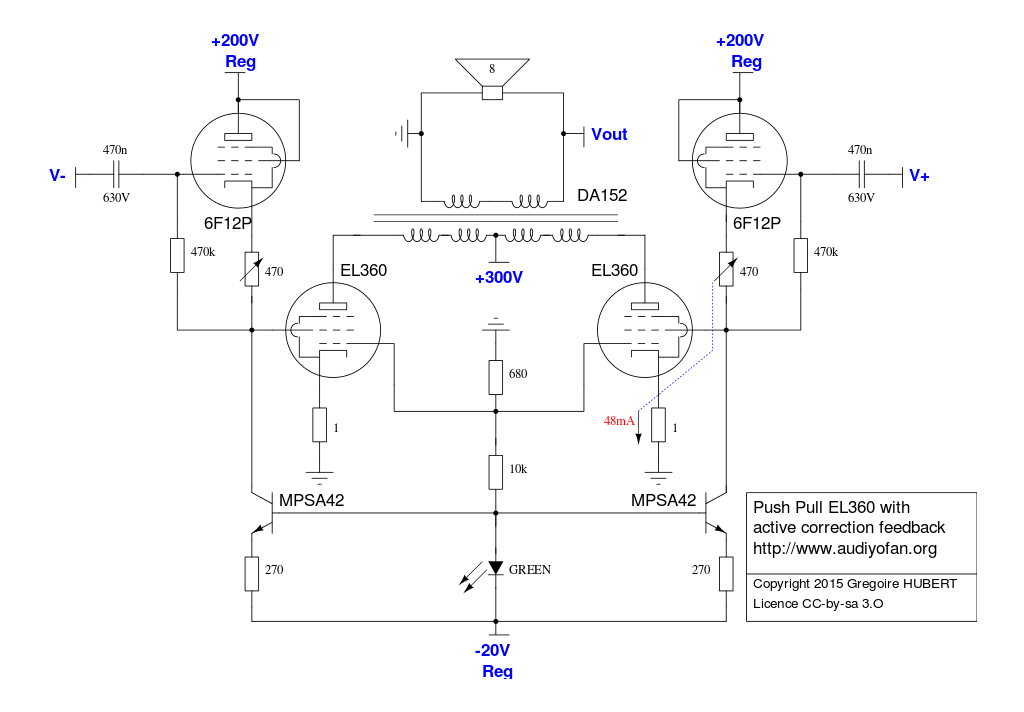 +200V
Reg
+200V
Reg
8
Vout
470n
630V
V-
470n
630V
V+
DA152
6F12P
6F12P
470k
470
470
470k
EL360
+300V
EL360
680
1
48mA
1
10k
MPSA42
MPSA42
270
GREEN
270
-20V
Reg
Push Pull EL360 with
active correction feedback
http://www.audiyofan.org
Copyright 2015 Gregoire HUBERT
Licence CC-by-sa 3.O